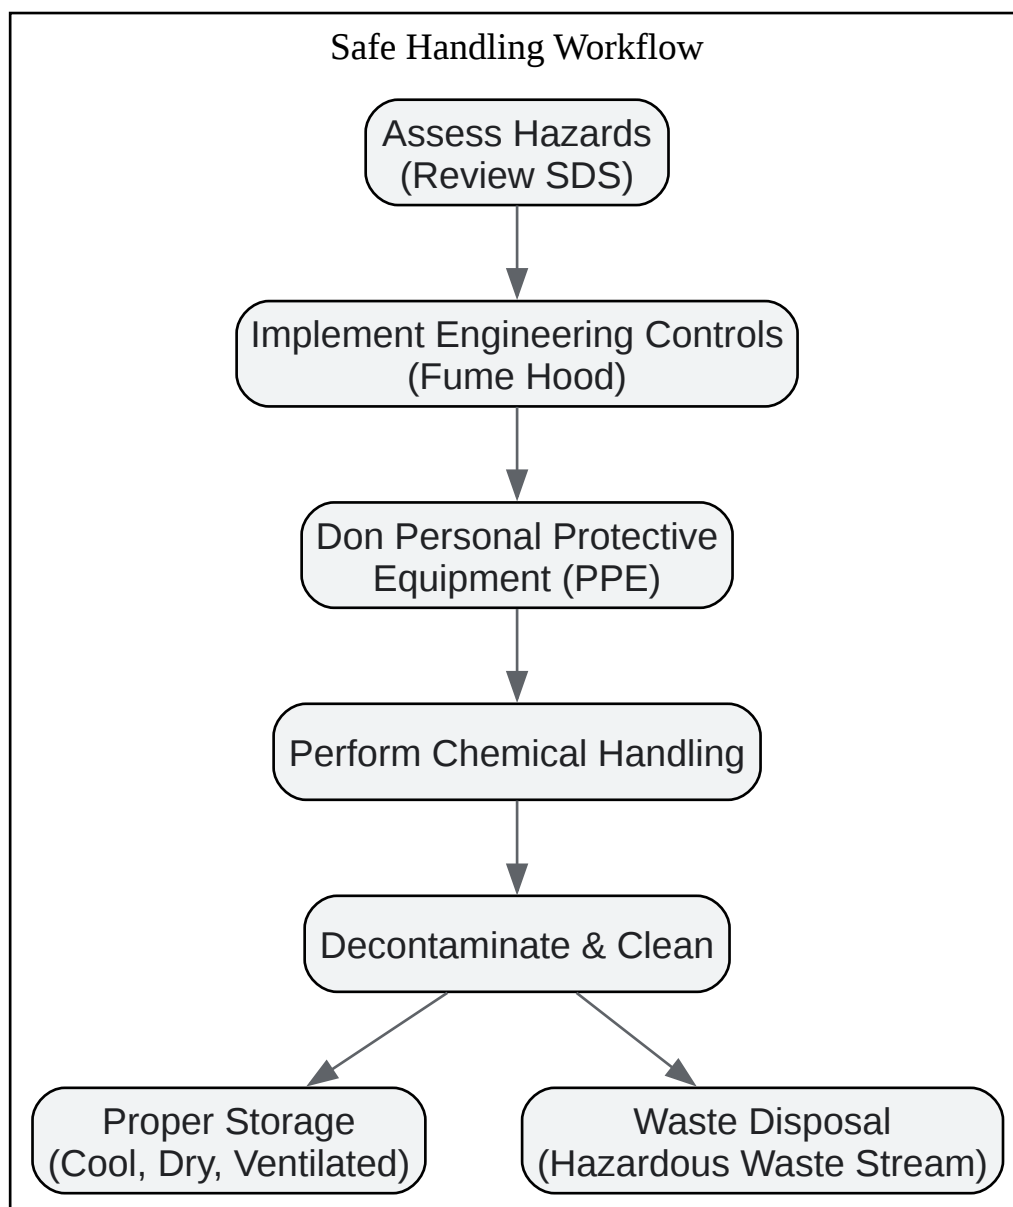 Safe Handling Workflow
Assess Hazards
(Review SDS)
Implement Engineering Controls
(Fume Hood)
Don Personal Protective
Equipment (PPE)
Perform Chemical Handling
Decontaminate & Clean
Proper Storage
(Cool, Dry, Ventilated)
Waste Disposal
(Hazardous Waste Stream)